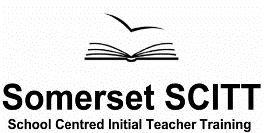 Somerset SCITT
School Centred Initial Teacher Training